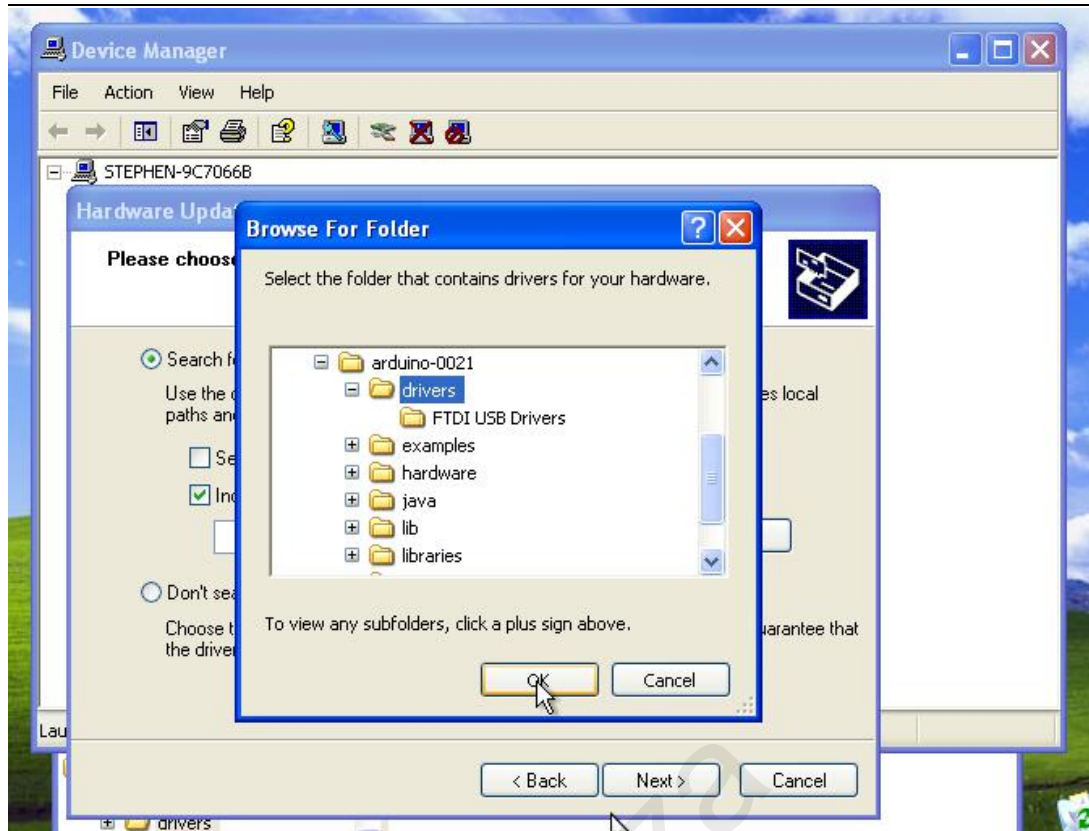 Device Manager
File Action View Help
STEPHEN-9C7066B
Hardware Upda
Please choose
Browse For Folder
Select the folder that contains drivers for your hardware.
arduino-0021
drivers
FTDI USB Drivers
examples
hardware
java
lib
libraries
To view any subfolders, click a plus sign above.
OK Cancel
Search f
Use the es local
paths an
Se
Inc
Don't sea
Choose t uarantee that
the driver
Lau
< Back Next > Cancel
drivers